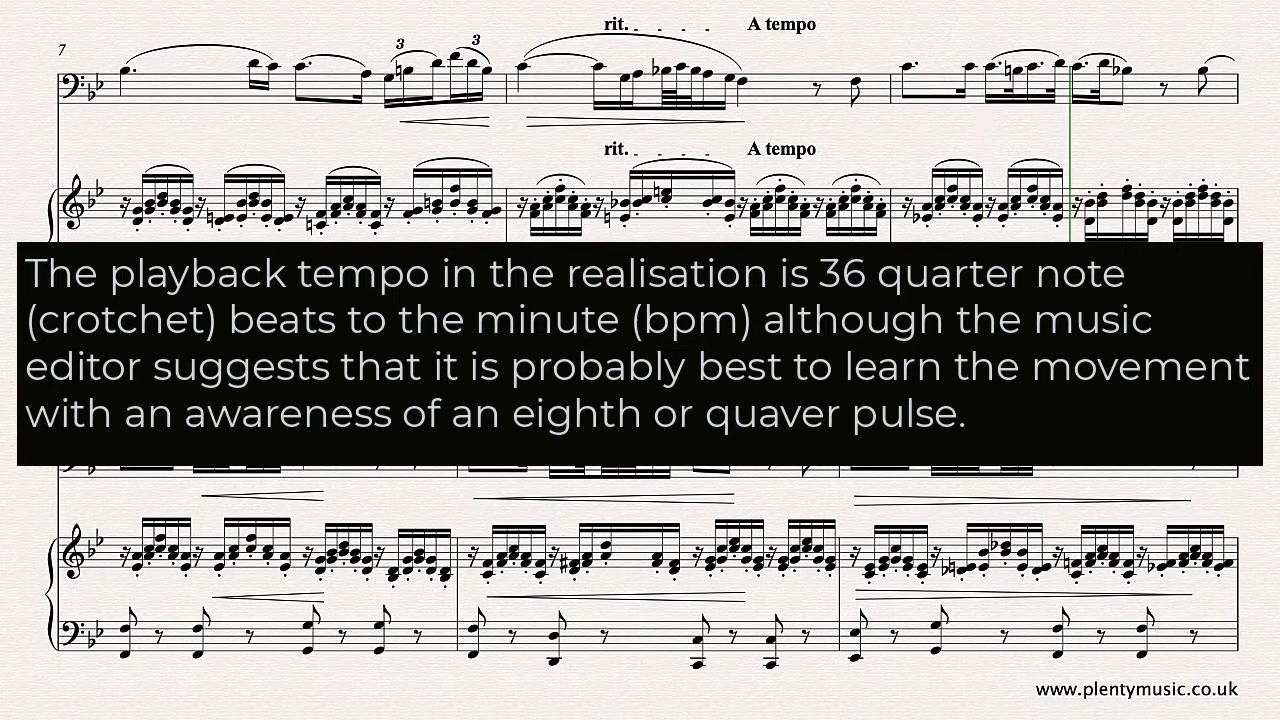 rit. A tempo
7
3 3
rit. A tempo
The playback tempo in the realisation is 36 quarter note
(crotchet) beats to the minute (bpm) although the music
editor suggests that it is probably best to learn the movement
with an awareness of an eighth or quaver pulse.
www.plentymusic.co.uk